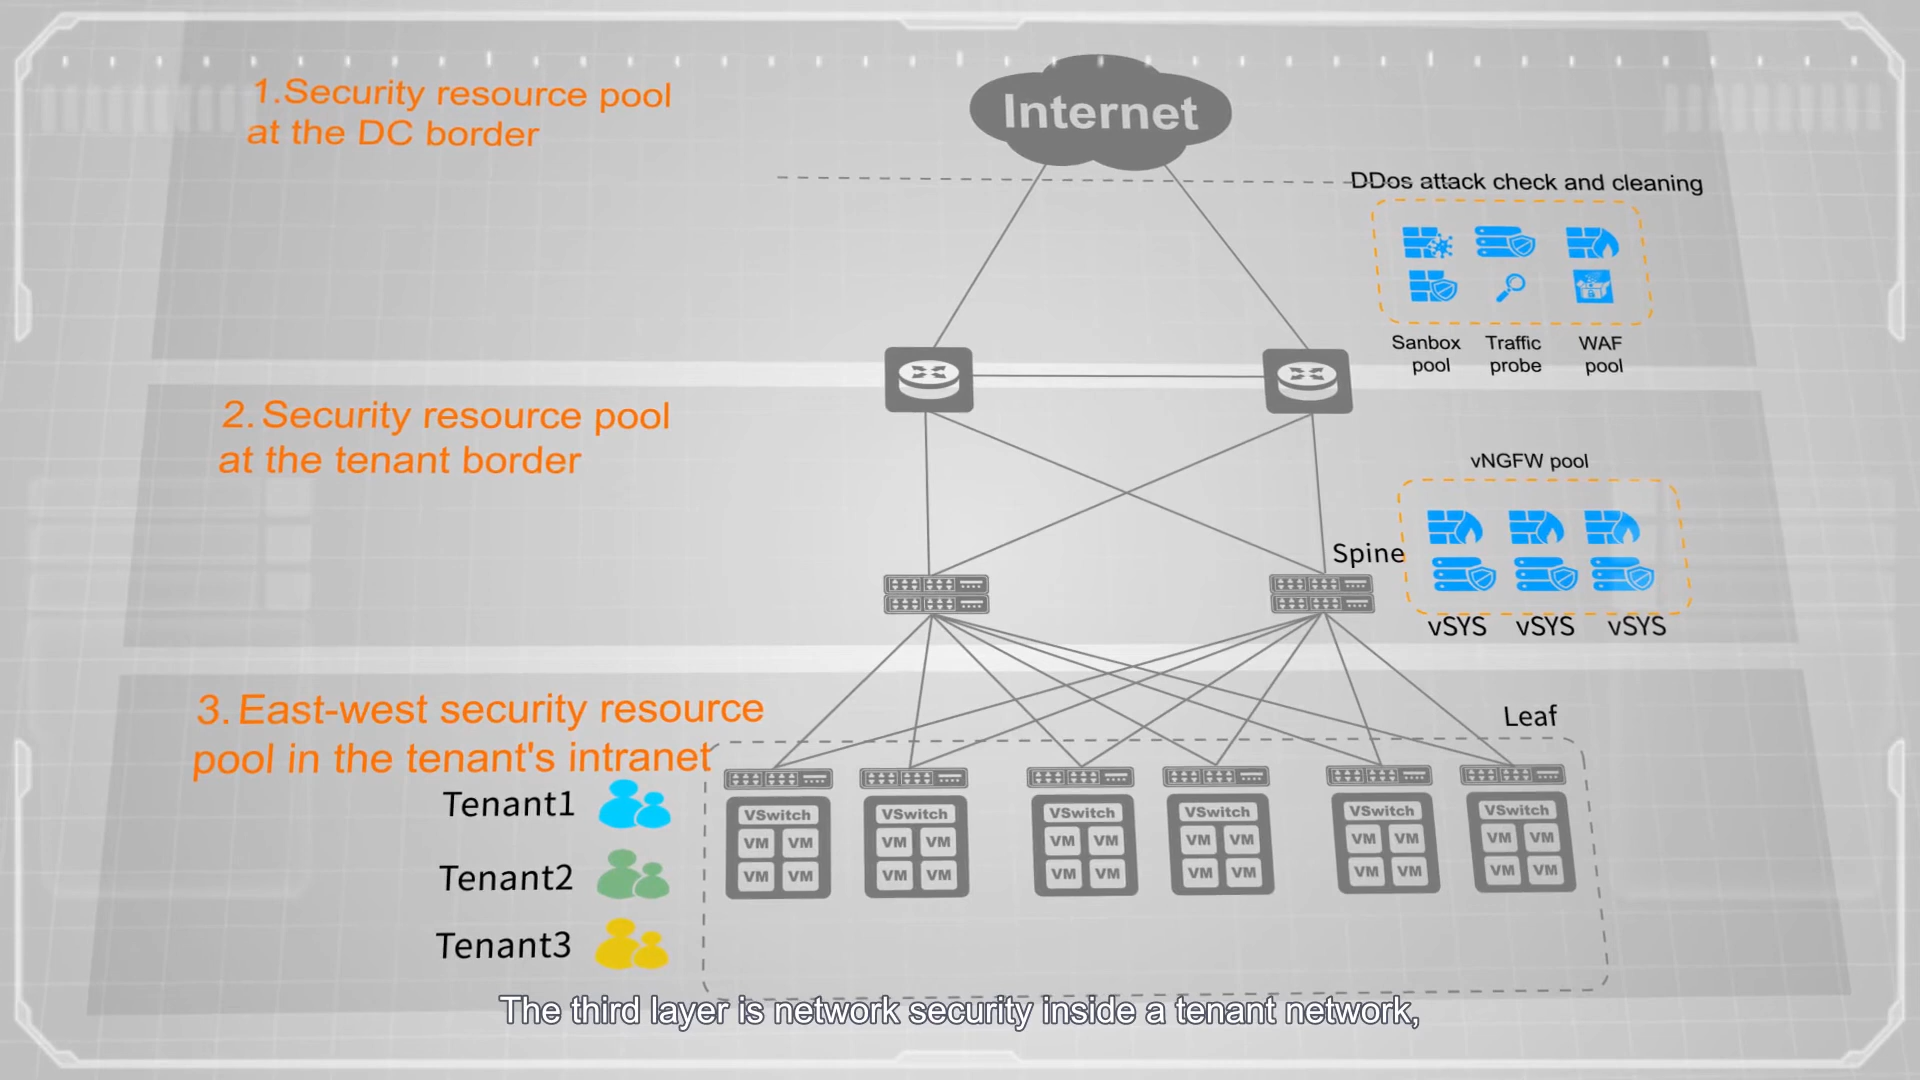 1.Security resource pool
at the DC border
Internet
DDos attack check and cleaning
Sanbox
pool
Traffic
probe
WAF
pool
2. Security resource pool
at the tenant border
vNGFW pool
Spine
vSYS vSYS vSYS
3. East-west security resource
pool in the tenant's intranet
Leaf
Tenant1
Tenant2
Tenant3
VSwitch
VM VM
VM VM
VSwitch
VM VM
VM VM
VSwitch
VM VM
VM VM
VSwitch
VM VM
VM VM
VSwitch
VM VM
VM VM
VSwitch
VM VM
VM VM
The third layer is network security inside a tenant network,